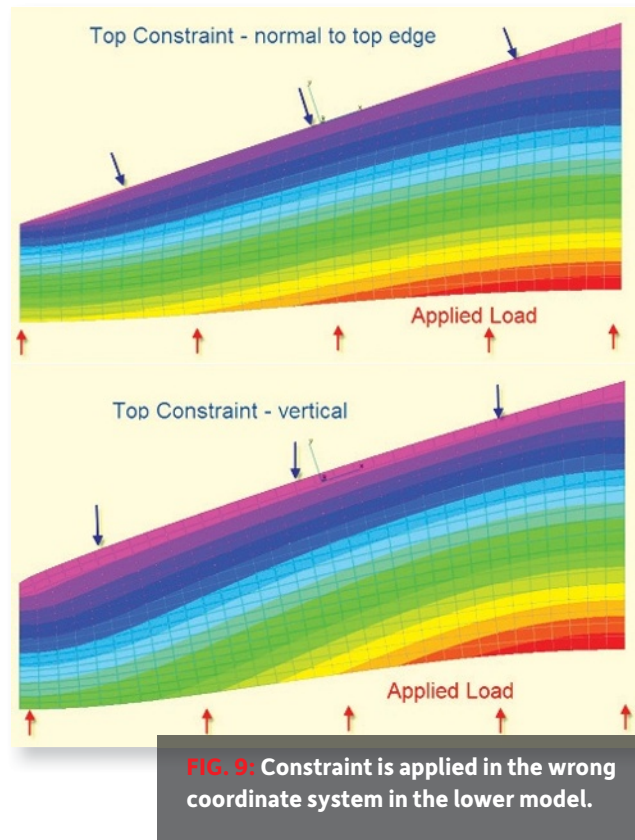 Top Constraint - normal to top edge
Applied Load
Top Constraint - vertical
Applied Load
FIG. 9: Constraint is applied in the wrong
coordinate system in the lower model.